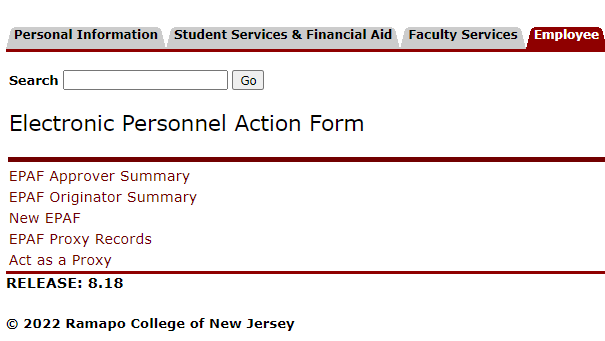 Personal Information Student Services & Financial Aid Faculty Services Employee
Search Go
Electronic Personnel Action Form
EPAF Approver Summary
EPAF Originator Summary
New EPAF
EPAF Proxy Records
Act as a Proxy
RELEASE: 8.18
© 2022 Ramapo College of New Jersey